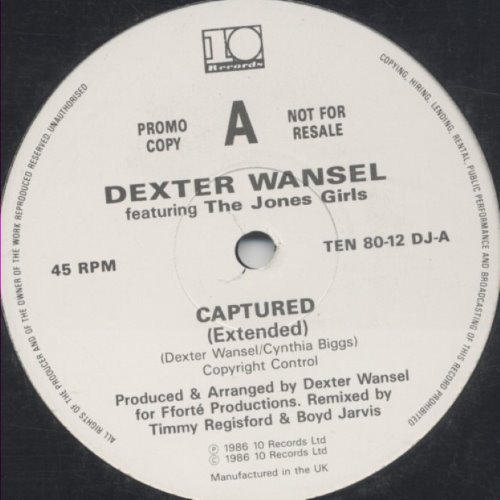 10
Records
PROMO
COPY
A
NOT FOR
RESALE
DEXTER WANSEL
featuring The Jones Girls
45 RPM
TEN 80-12 DJ-A
CAPTURED
(Extended)
(Dexter Wansel/Cynthia Biggs)
Copyright Control
Produced & Arranged by Dexter Wansel
for Fforté Productions. Remixed by
Timmy Regisford & Boyd Jarvis
℗ 1986 10 Records Ltd
© 1986 10 Records Ltd
Manufactured in the UK
ALL RIGHTS OF THE PRODUCER AND OF THE OWNER OF THE WORK REPRODUCED RESERVED. UNAUTHORISED
COPYING, HIRING, LENDING, RENTAL, PUBLIC PERFORMANCE AND BROADCASTING OF THIS RECORD PROHIBITED